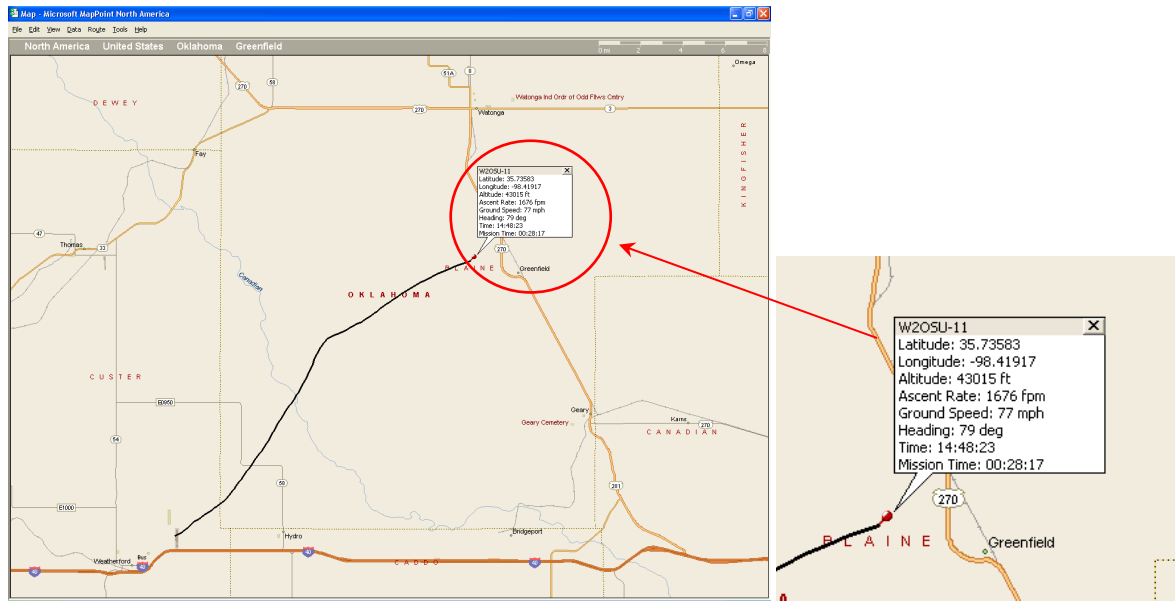 Map - Microsoft MapPoint North America
File Edit View Data Route Tools Help
North America United States Oklahoma Greenfield
0 mi 2 4 6 8
Omega
51A
8
270
58
DEWEY
Watonga Ind Ordr of Odd Fllws Cmtry
270
3
Watonga
KINGFISHER
Fay
W2OSU-11
Latitude: 35.73583
Longitude: -98.41917
Altitude: 43015 ft
Ascent Rate: 1676 fpm
Ground Speed: 77 mph
Heading: 79 deg
Time: 14:48:23
Mission Time: 00:28:17
47
Thomas
33
270
BLAINE
Greenfield
Canadian
OKLAHOMA
CUSTER
E0850
Geary
Geary Cemetery
Karns
270
CANADIAN
54
58
281
E1000
Hydro
Bridgeport
Weatherford
Bus
40
40
40
40
CADDO
W2OSU-11
Latitude: 35.73583
Longitude: -98.41917
Altitude: 43015 ft
Ascent Rate: 1676 fpm
Ground Speed: 77 mph
Heading: 79 deg
Time: 14:48:23
Mission Time: 00:28:17
270
BLAINE
Greenfield